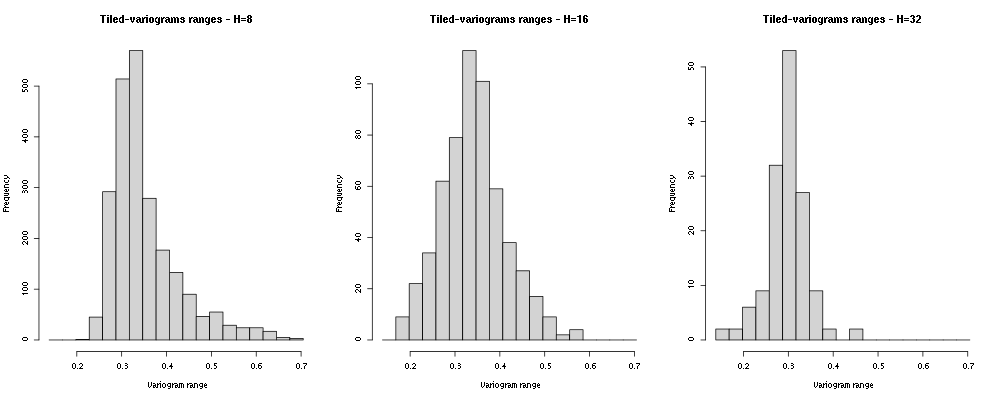 Tiled-variograms ranges - H=8
Frequency
500
400
300
200
100
0
0.2 0.3 0.4 0.5 0.6 0.7
Variogram range
Tiled-variograms ranges - H=16
Frequency
100
80
60
40
20
0
0.2 0.3 0.4 0.5 0.6 0.7
Variogram range
Tiled-variograms ranges - H=32
Frequency
50
40
30
20
10
0
0.2 0.3 0.4 0.5 0.6 0.7
Variogram range